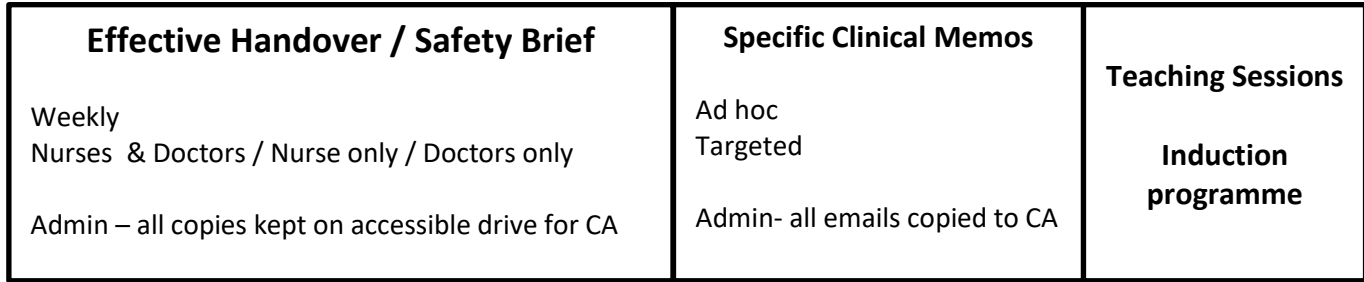 Effective Handover / Safety Brief
Weekly
Nurses & Doctors / Nurse only / Doctors only
Admin – all copies kept on accessible drive for CA
Specific Clinical Memos
Ad hoc
Targeted
Admin- all emails copied to CA
Teaching Sessions
Induction
programme